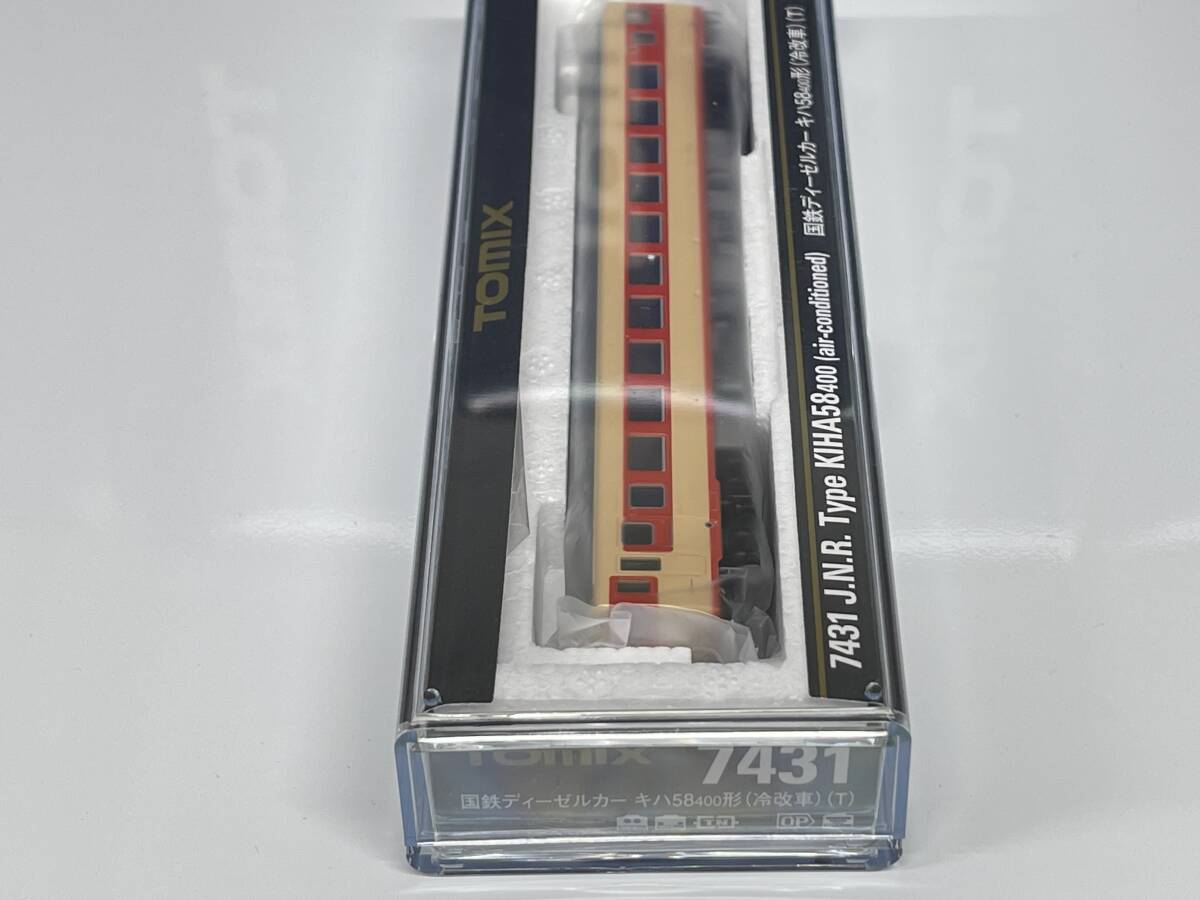 TOMIX
7431 J.N.R. Type KIHA58400 (air-conditioned) 国鉄ディーゼルカー キハ58400形(冷改車)(T)
TOMIX 7431
国鉄ディーゼルカー キハ58400形(冷改車)(T)
TN OP